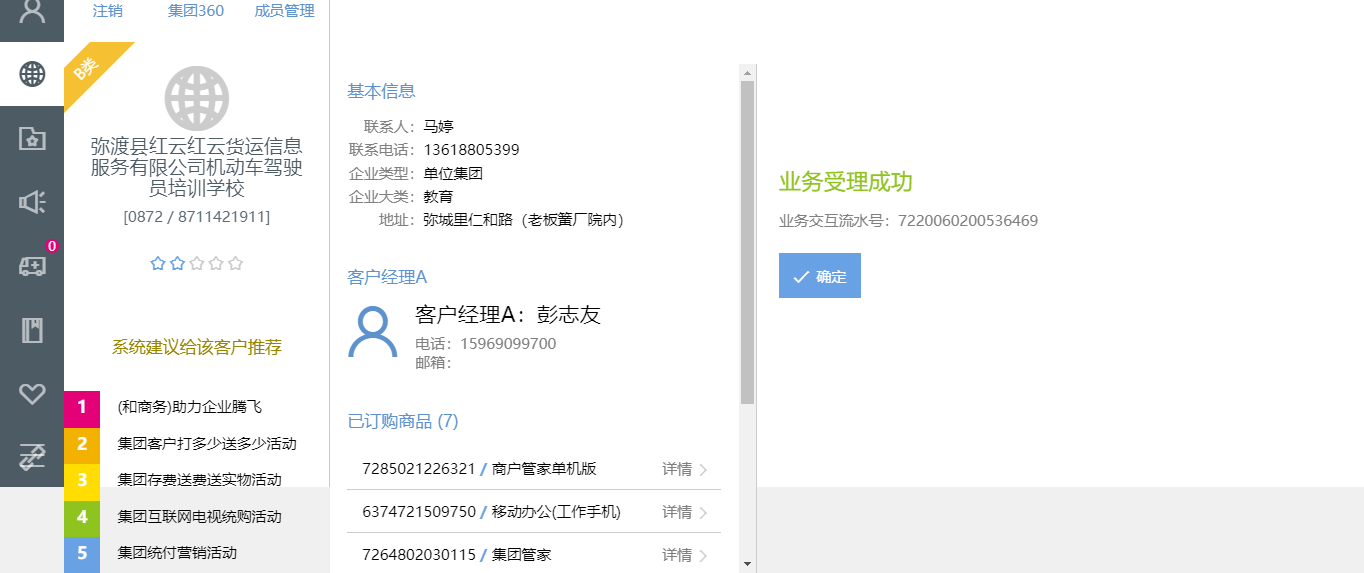 注销 集团360 成员管理
B类
弥渡县红云红云货运信息
服务有限公司机动车驾驶
员培训学校
[0872 / 8711421911]
0
系统建议给该客户推荐
1 (和商务)助力企业腾飞
2 集团客户打多少送多少活动
3 集团存费送费送实物活动
4 集团互联网电视统购活动
5 集团统付营销活动
基本信息
联系人：马婷
联系电话：13618805399
企业类型：单位集团
企业大类：教育
地址：弥城里仁和路（老板簧厂院内）
客户经理A
客户经理A：彭志友
电话：15969099700
邮箱：
已订购商品 (7)
7285021226321 / 商户管家单机版 详情
6374721509750 / 移动办公(工作手机) 详情
7264802030115 / 集团管家 详情
业务受理成功
业务交互流水号：7220060200536469
确定